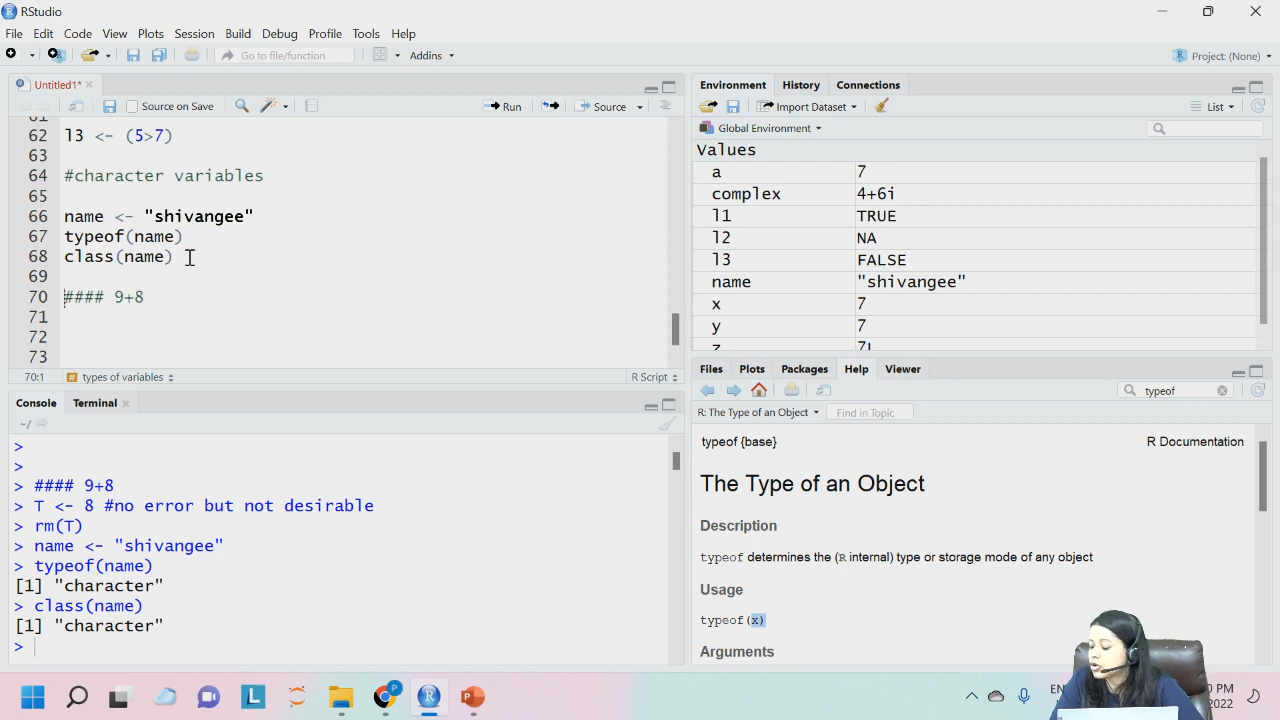 RStudio
File Edit Code View Plots Session Build Debug Profile Tools Help
Go to file/function Addins Project: (None)
Untitled1*
Source on Save Run Source
62 l3 <- (5>7)
63
64 #character variables
65
66 name <- "shivangee"
67 typeof(name)
68 class(name)
69
70 #### 9+8
71
72
73
70:1 types of variables R Script
Console Terminal
~/
>
>
> #### 9+8
> T <- 8 #no error but not desirable
> rm(T)
> name <- "shivangee"
> typeof(name)
[1] "character"
> class(name)
[1] "character"
>
Environment History Connections
Import Dataset List
Global Environment
Values
a 7
complex 4+6i
l1 TRUE
l2 NA
l3 FALSE
name "shivangee"
x 7
y 7
z 7L
Files Plots Packages Help Viewer
typeof
R: The Type of an Object Find in Topic
typeof {base} R Documentation
The Type of an Object
Description
typeof determines the (R internal) type or storage mode of any object
Usage
typeof(x)
Arguments
L P P
PM
2022